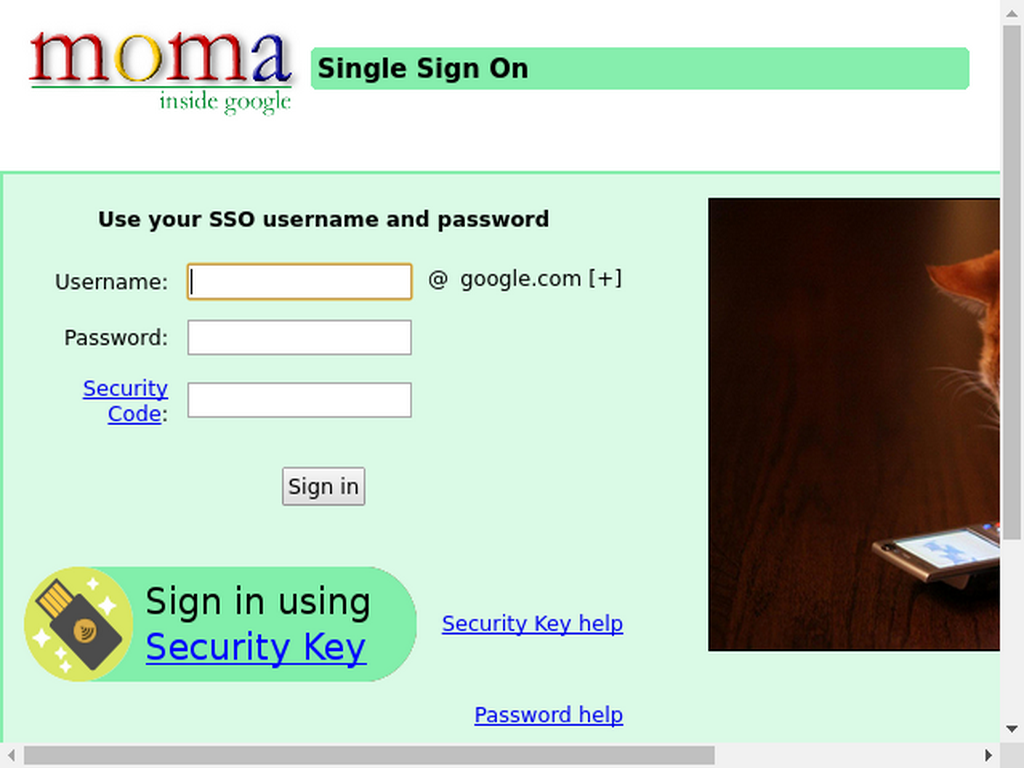 moma
inside google
Single Sign On
Use your SSO username and password
Username:
@ google.com [+]
Password:
Security
Code:
Sign in
Sign in using
Security Key
Security Key help
Password help